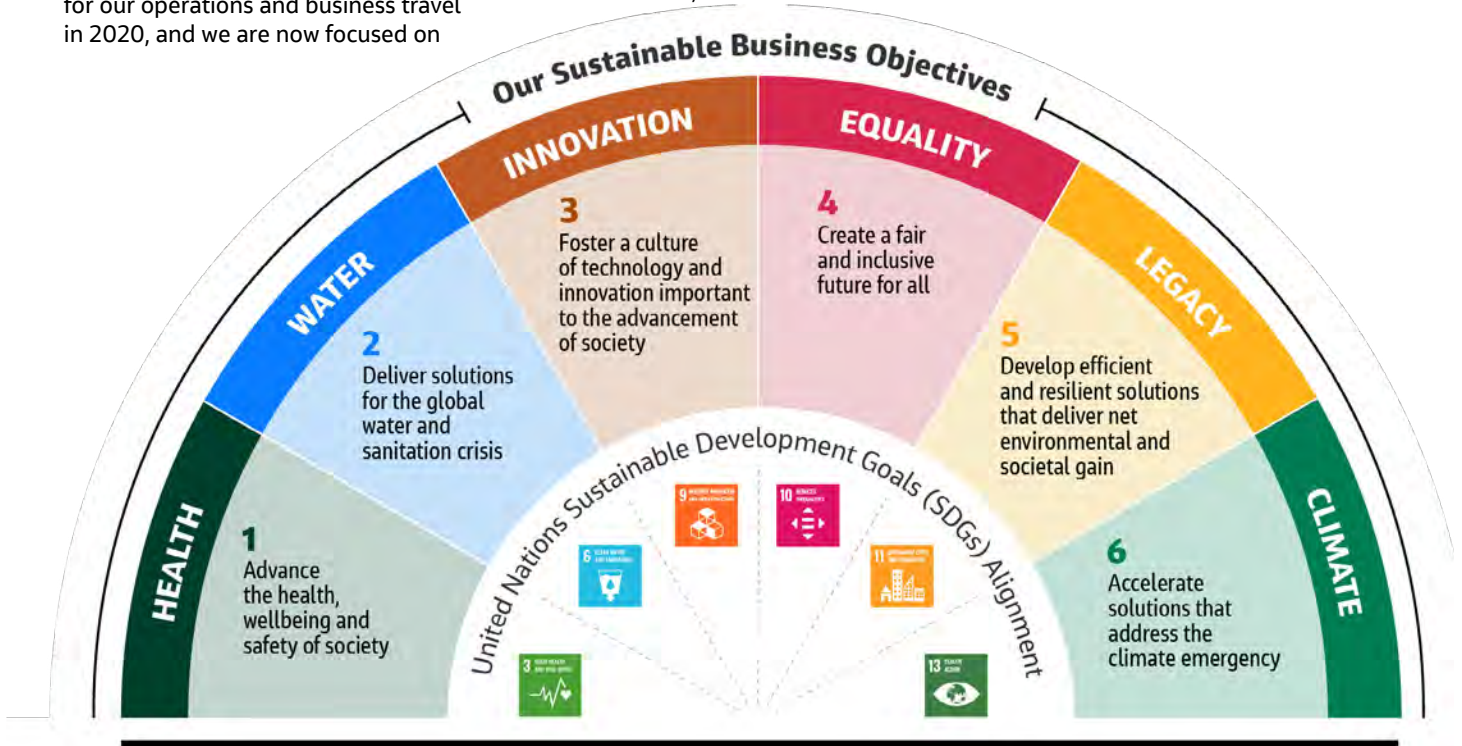 for our operations and business travel
in 2020, and we are now focused on
Our Sustainable Business Objectives
HEALTH
1
Advance
the health,
wellbeing and
safety of society
WATER
2
Deliver solutions
for the global
water and
sanitation crisis
INNOVATION
3
Foster a culture
of technology and
innovation important
to the advancement
of society
EQUALITY
4
Create a fair
and inclusive
future for all
LEGACY
5
Develop efficient
and resilient solutions
that deliver net
environmental and
societal gain
CLIMATE
6
Accelerate
solutions that
address the
climate emergency
United Nations Sustainable Development Goals (SDGs) Alignment
3
6
9
10
11
13 CLIMATE
ACTION